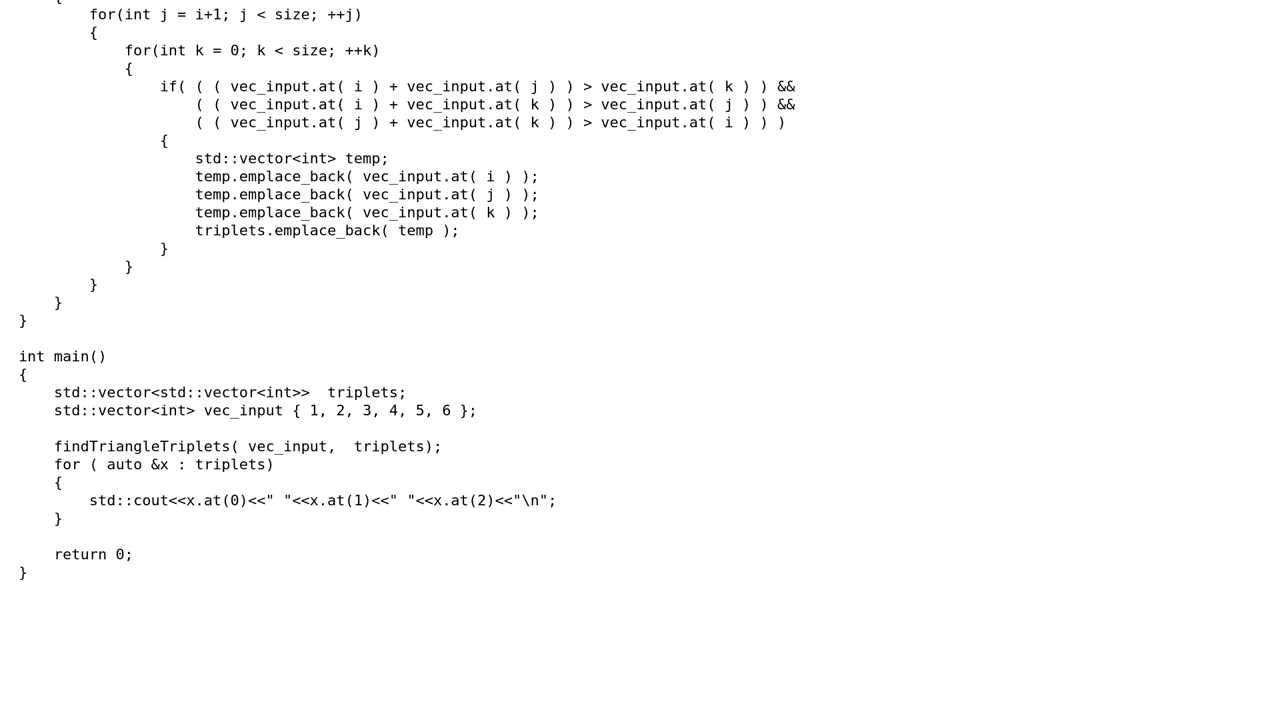 {
for(int j = i+1; j < size; ++j)
{
for(int k = 0; k < size; ++k)
{
if( ( ( vec_input.at( i ) + vec_input.at( j ) ) > vec_input.at( k ) ) &&
( ( vec_input.at( i ) + vec_input.at( k ) ) > vec_input.at( j ) ) &&
( ( vec_input.at( j ) + vec_input.at( k ) ) > vec_input.at( i ) ) )
{
std::vector<int> temp;
temp.emplace_back( vec_input.at( i ) );
temp.emplace_back( vec_input.at( j ) );
temp.emplace_back( vec_input.at( k ) );
triplets.emplace_back( temp );
}
}
}
}
}
int main()
{
std::vector<std::vector<int>>  triplets;
std::vector<int> vec_input { 1, 2, 3, 4, 5, 6 };
findTriangleTriplets( vec_input,  triplets);
for ( auto &x : triplets)
{
std::cout<<x.at(0)<<" "<<x.at(1)<<" "<<x.at(2)<<"\n";
}
return 0;
}